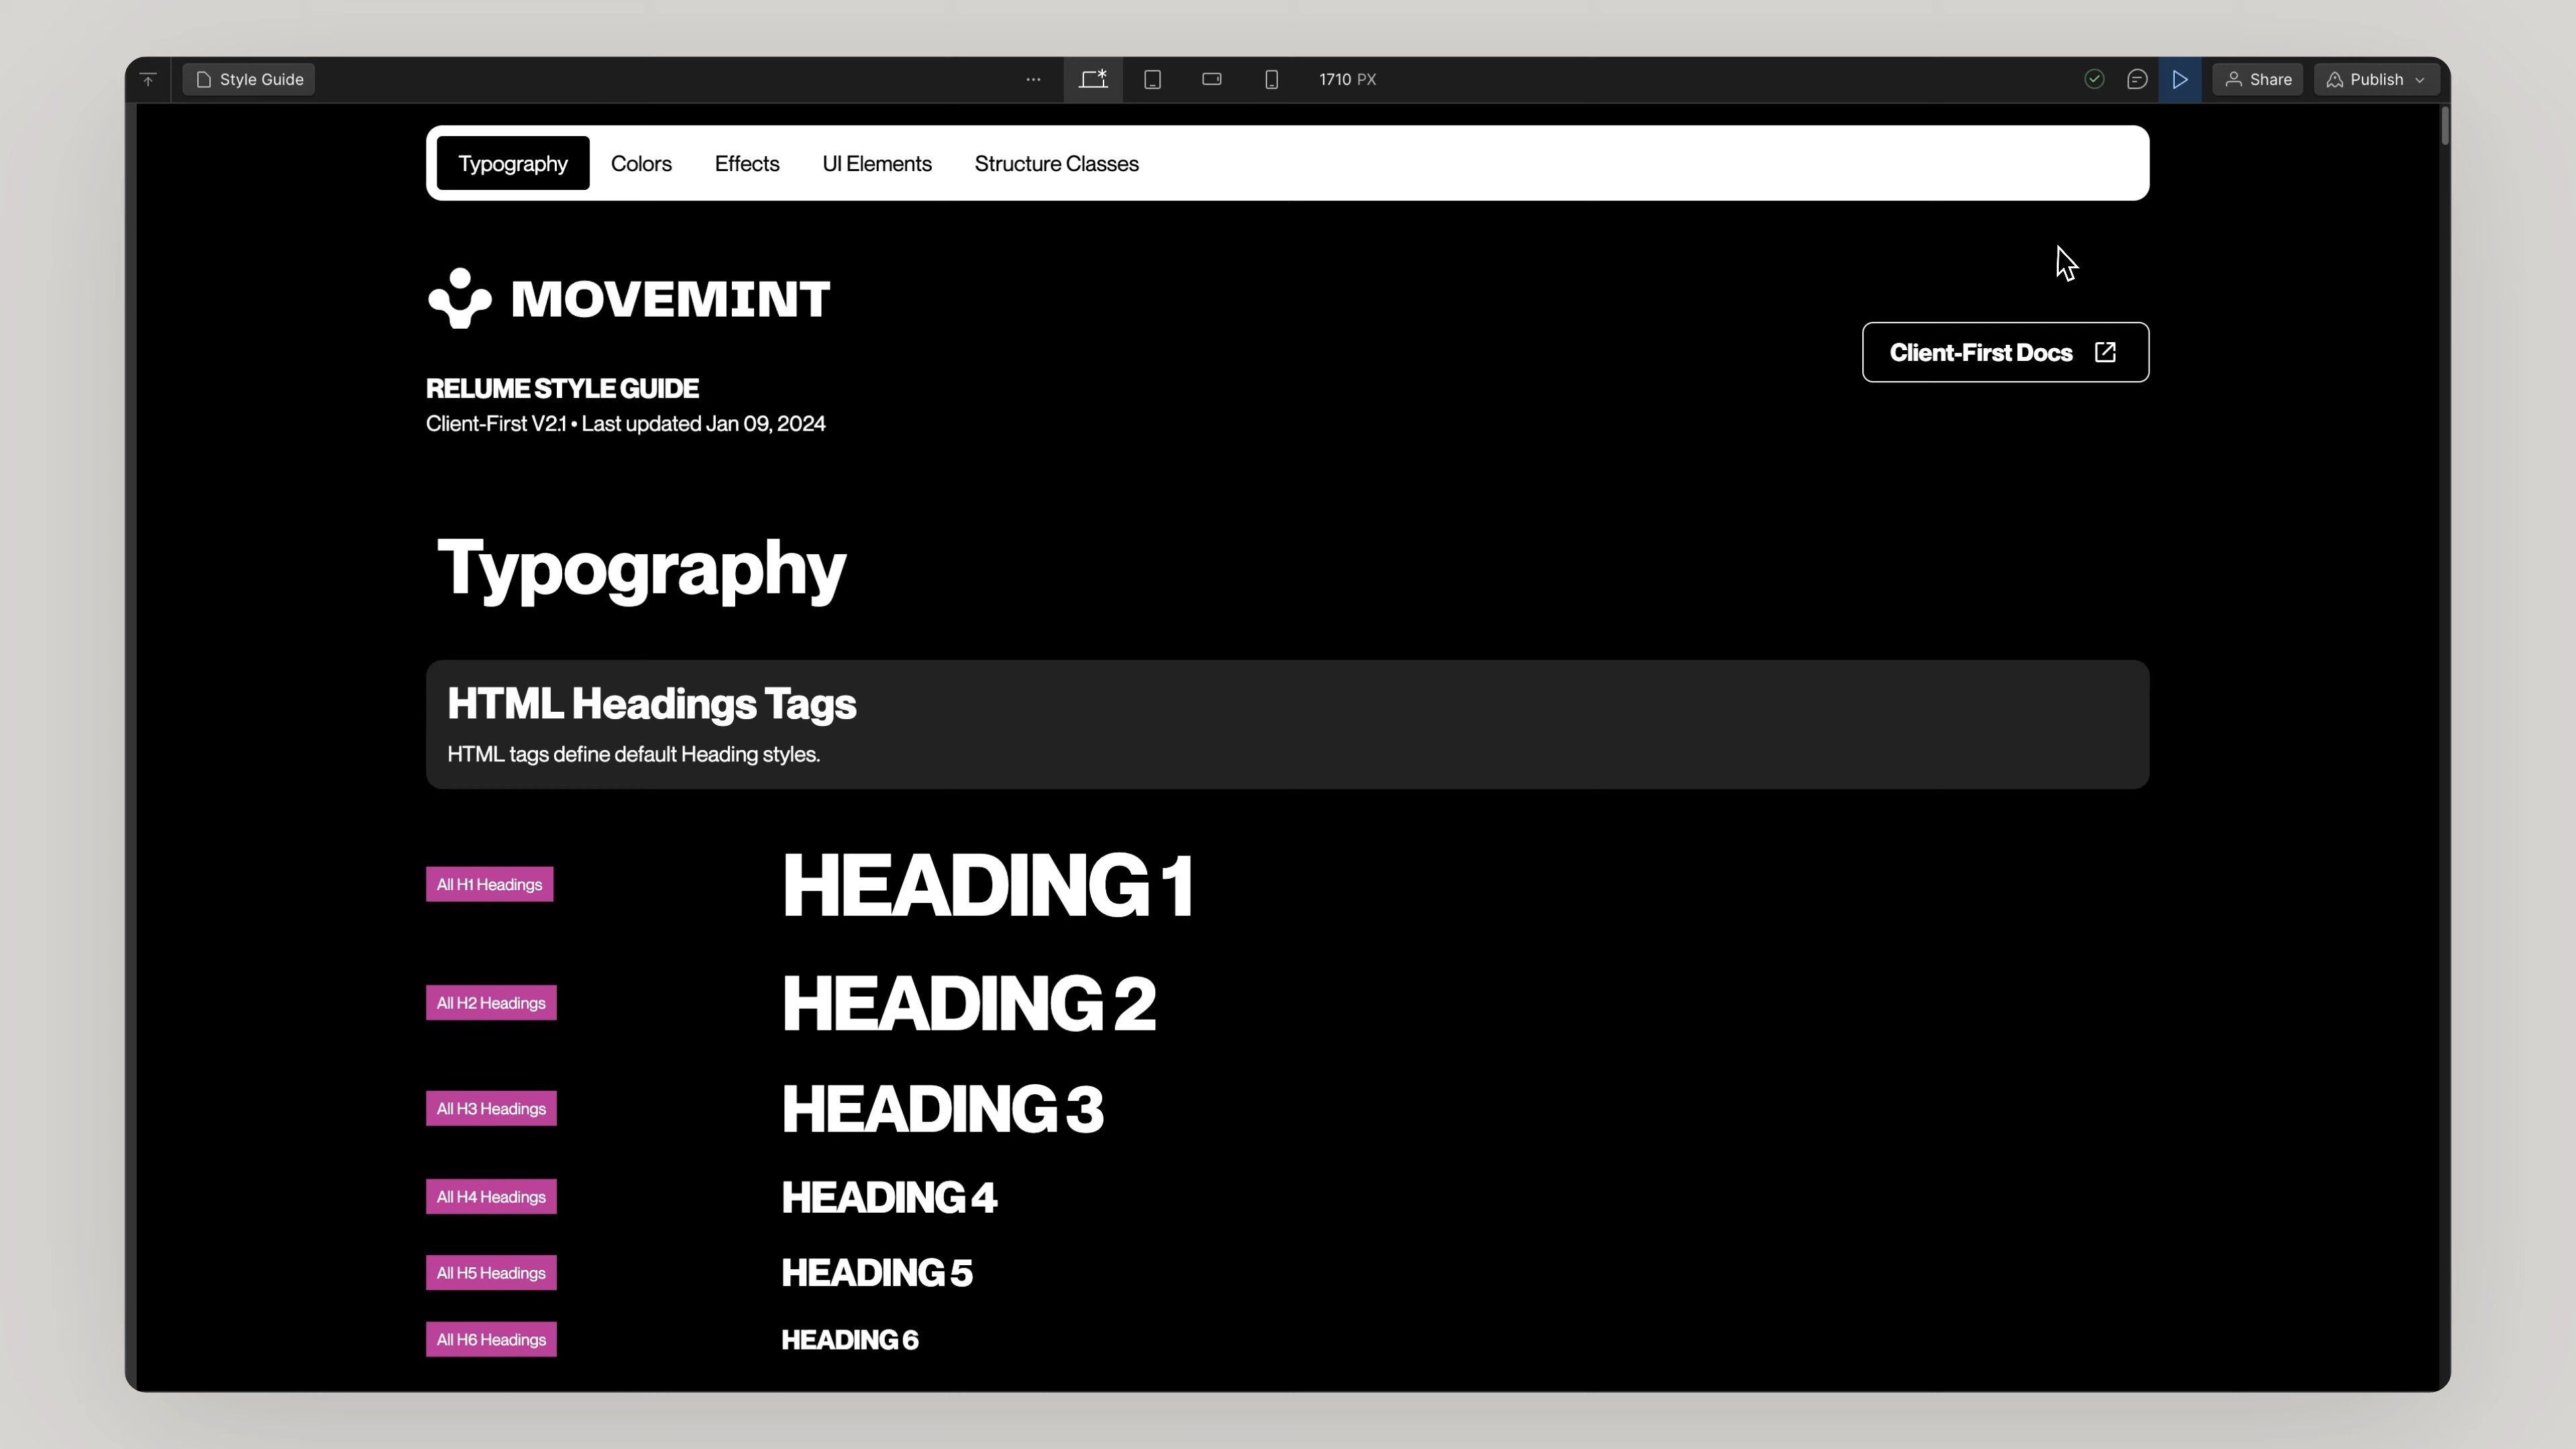 Style Guide
1710 PX
Share
Publish
Typography
Colors
Effects
UI Elements
Structure Classes
MOVEMINT
Client-First Docs
RELUME STYLE GUIDE
Client-First V2.1 • Last updated Jan 09, 2024
Typography
HTML Headings Tags
HTML tags define default Heading styles.
All H1 Headings
HEADING 1
All H2 Headings
HEADING 2
All H3 Headings
HEADING 3
All H4 Headings
HEADING 4
All H5 Headings
HEADING 5
All H6 Headings
HEADING 6